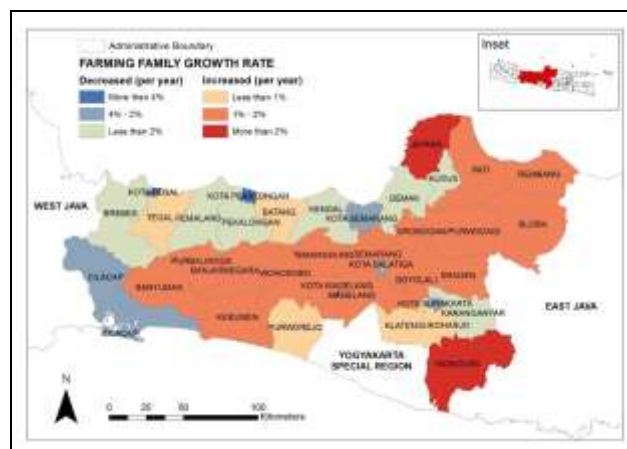 Administrative Boundary
Inset
FARMING FAMILY GROWTH RATE
Decreased (per year) Increased (per year)
More than 4% Less than 1%
4% - 2% 1% - 2%
Less than 2% More than 2%
KUDUS
PATI
REMBANG
KOTA TEGAL
KOTA PEKALONGAN
DEMAK
WEST JAVA
BREBES
TEGAL
PEMALANG
PEKALONGAN
BATANG
KENDAL
KOTA SEMARANG
BLORA
GROBOGAN/PURWODADI
CILACAP
PURBALINGGA
BANJARNEGARA
WONOSOBO
TEMANGGUNG
SEMARANG
KOTA SALATIGA
BANYUMAS
BOYOLALI
SRAGEN
KOTA MAGELANG
MAGELANG
KOTA SURAKARTA
EAST JAVA
KARANGANYAR
CILACAP
KEBUMEN
PURWOREJO
KLATEN
SUKOHARJO
YOGYAKARTA
SPECIAL REGION
WONOGIRI
N
0 25 50 100
Kilometers